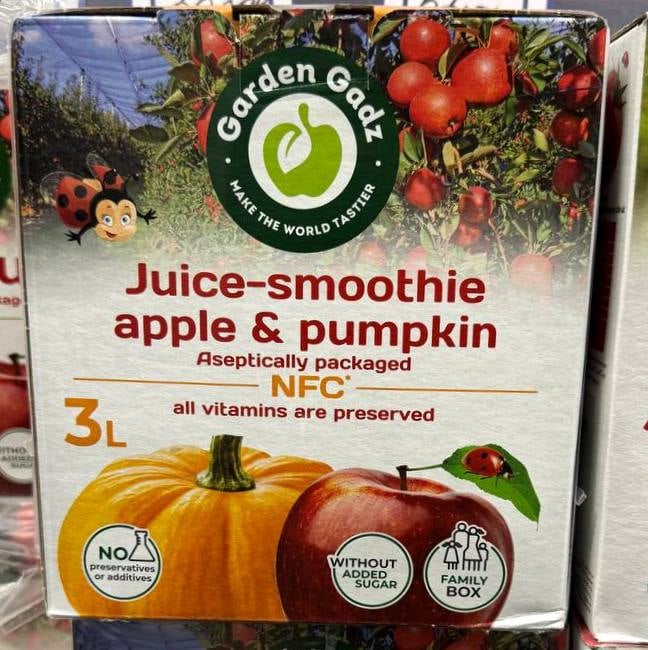 Garden Gadz
• MAKE THE WORLD TASTIER •
Juice-smoothie
apple & pumpkin
Aseptically packaged
NFC*
all vitamins are preserved
3L
NO
preservatives
or additives
WITHOUT
ADDED
SUGAR
FAMILY
BOX